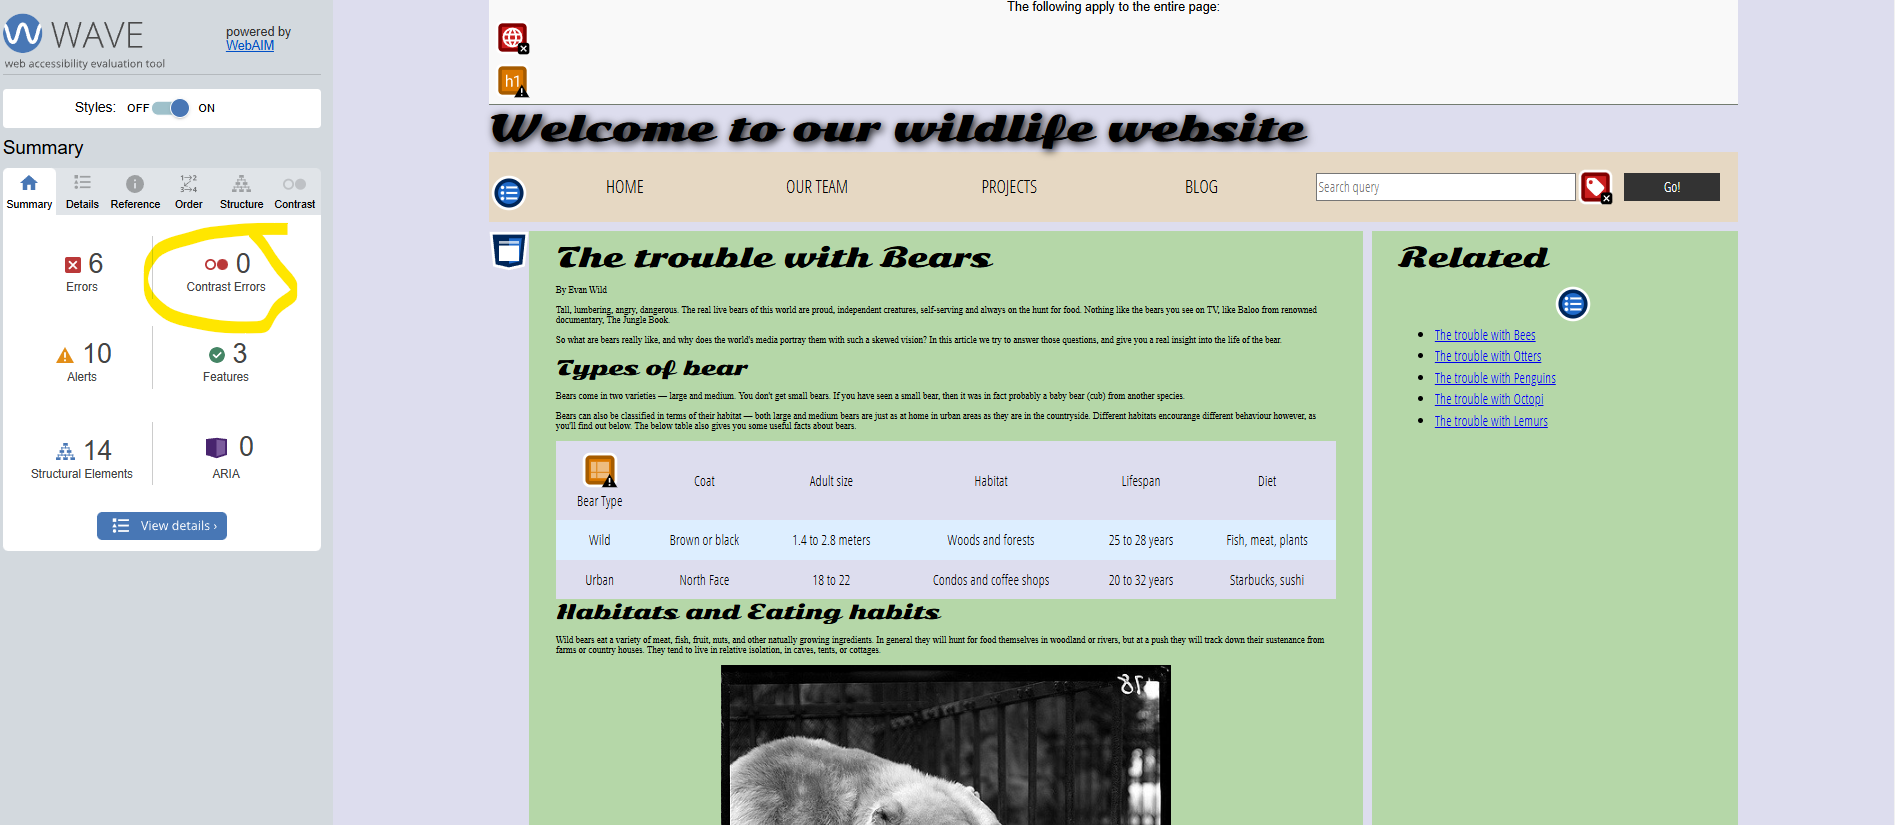 WAVE
powered by
WebAIM
web accessibility evaluation tool
Styles: OFF ON
Summary
Summary Details Reference Order Structure Contrast
6
Errors
0
Contrast Errors
10
Alerts
3
Features
14
Structural Elements
0
ARIA
View details ›
The following apply to the entire page:
h1
Welcome to our wildlife website
HOME OUR TEAM PROJECTS BLOG Search query Go!
The trouble with Bears
By Evan Wild
Tall, lumbering, angry, dangerous. The real live bears of this world are proud, independent creatures, self-serving and always on the hunt for food. Nothing like the bears you see on TV, like Baloo from renowned
documentary, The Jungle Book.
So what are bears really like, and why does the world's media portray them with such a skewed vision? In this article we try to answer those questions, and give you a real insight into the life of the bear.
Types of bear
Bears come in two varieties — large and medium. You don't get small bears. If you have seen a small bear, then it was in fact probably a baby bear (cub) from another species.
Bears can also be classified in terms of their habitat — both large and medium bears are just as at home in urban areas as they are in the countryside. Different habitats encourange different behaviour however, as
you'll find out below. The below table also gives you some useful facts about bears.
Bear Type Coat Adult size Habitat Lifespan Diet
Wild Brown or black 1.4 to 2.8 meters Woods and forests 25 to 28 years Fish, meat, plants
Urban North Face 18 to 22 Condos and coffee shops 20 to 32 years Starbucks, sushi
Habitats and Eating habits
Wild bears eat a variety of meat, fish, fruit, nuts, and other natually growing ingredients. In general they will hunt for food themselves in woodland or rivers, but at a push they will track down their sustenance from
farms or country houses. They tend to live in relative isolation, in caves, tents, or cottages.
Related
The trouble with Bees
The trouble with Otters
The trouble with Penguins
The trouble with Octopi
The trouble with Lemurs